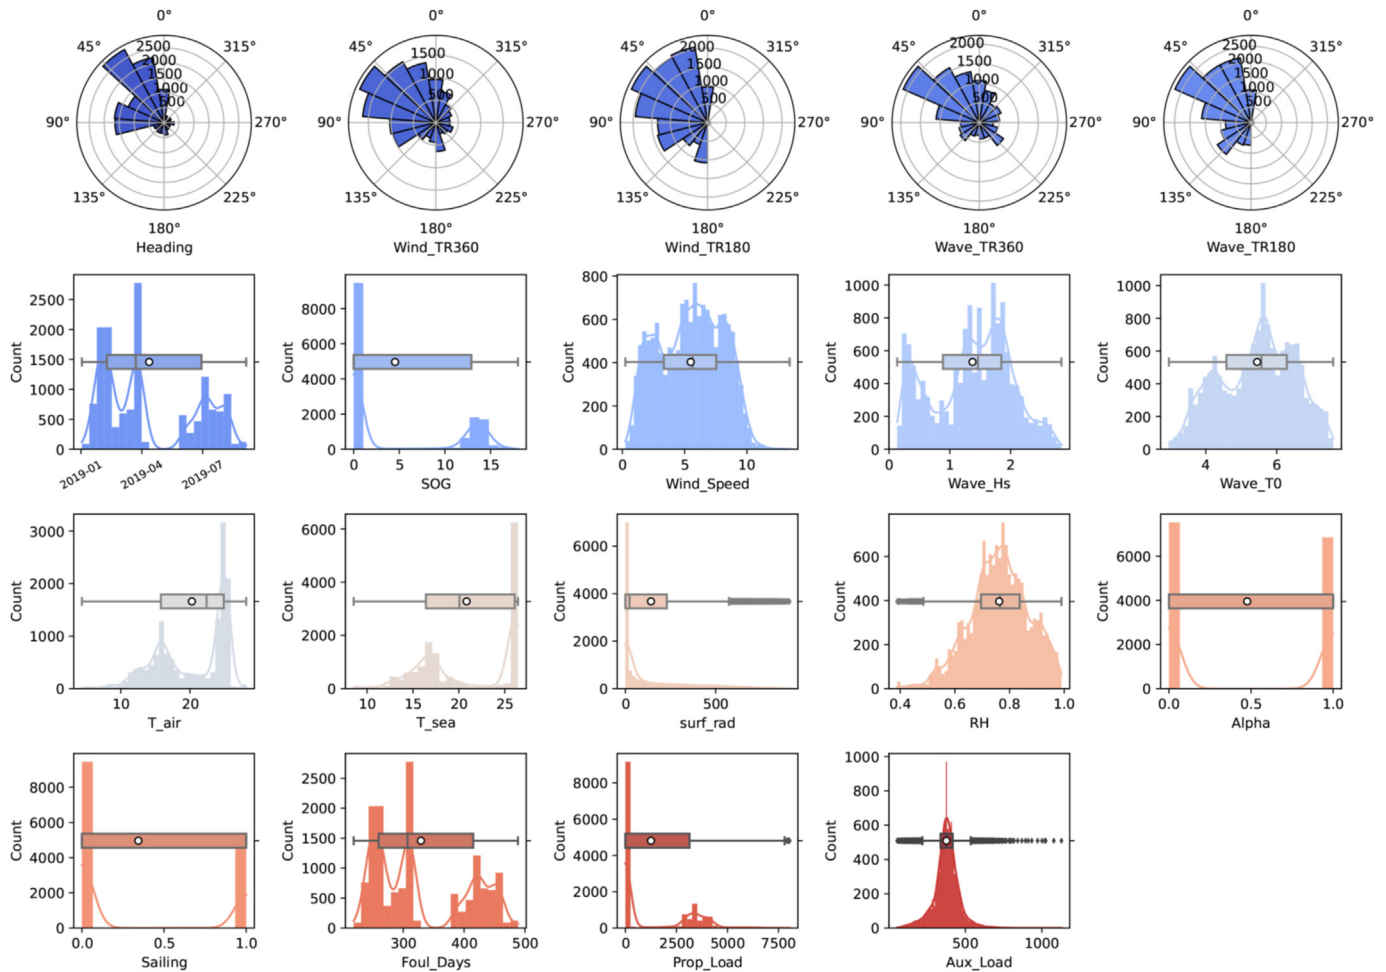 0° 0° 0° 0° 0°
45° 315° 45° 315° 45° 315° 45° 315° 45° 315°
2500 2000 1500 1000 500
1500 1000 500
2000 1500 1000 500
2000 1500 1000 500
2500 2000 1500 1000 500
90° 270° 90° 270° 90° 270° 90° 270° 90° 270°
135° 225° 135° 225° 135° 225° 135° 225° 135° 225°
180° 180° 180° 180° 180°
Heading Wind_TR360 Wind_TR180 Wave_TR360 Wave_TR180
Count
2500
2000
1500
1000
500
0
2019-01 2019-04 2019-07
Count
8000
6000
4000
2000
0
0 5 10 15
SOG
Count
800
600
400
200
0
0 5 10
Wind_Speed
Count
1000
800
600
400
200
0
0 1 2
Wave_Hs
Count
1000
800
600
400
200
0
4 6
Wave_T0
Count
3000
2000
1000
0
10 20
T_air
Count
6000
4000
2000
0
10 15 20 25
T_sea
Count
6000
4000
2000
0
0 500
surf_rad
Count
600
400
200
0
0.4 0.6 0.8 1.0
RH
Count
6000
4000
2000
0
0.0 0.5 1.0
Alpha
Count
8000
6000
4000
2000
0
0.0 0.5 1.0
Sailing
Count
2500
2000
1500
1000
500
0
300 400 500
Foul_Days
Count
8000
6000
4000
2000
0
0 2500 5000 7500
Prop_Load
Count
1000
800
600
400
200
0
500 1000
Aux_Load